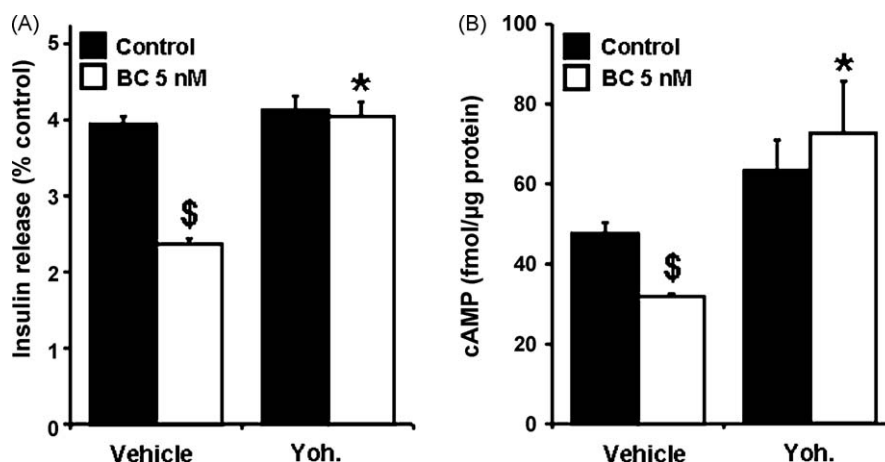 (A)
Insulin release (% control)
5
4
3
2
1
0
Control
BC 5 nM
$
*
Vehicle
Yoh.
(B)
cAMP (fmol/µg protein)
100
80
60
40
20
0
Control
BC 5 nM
$
*
Vehicle
Yoh.